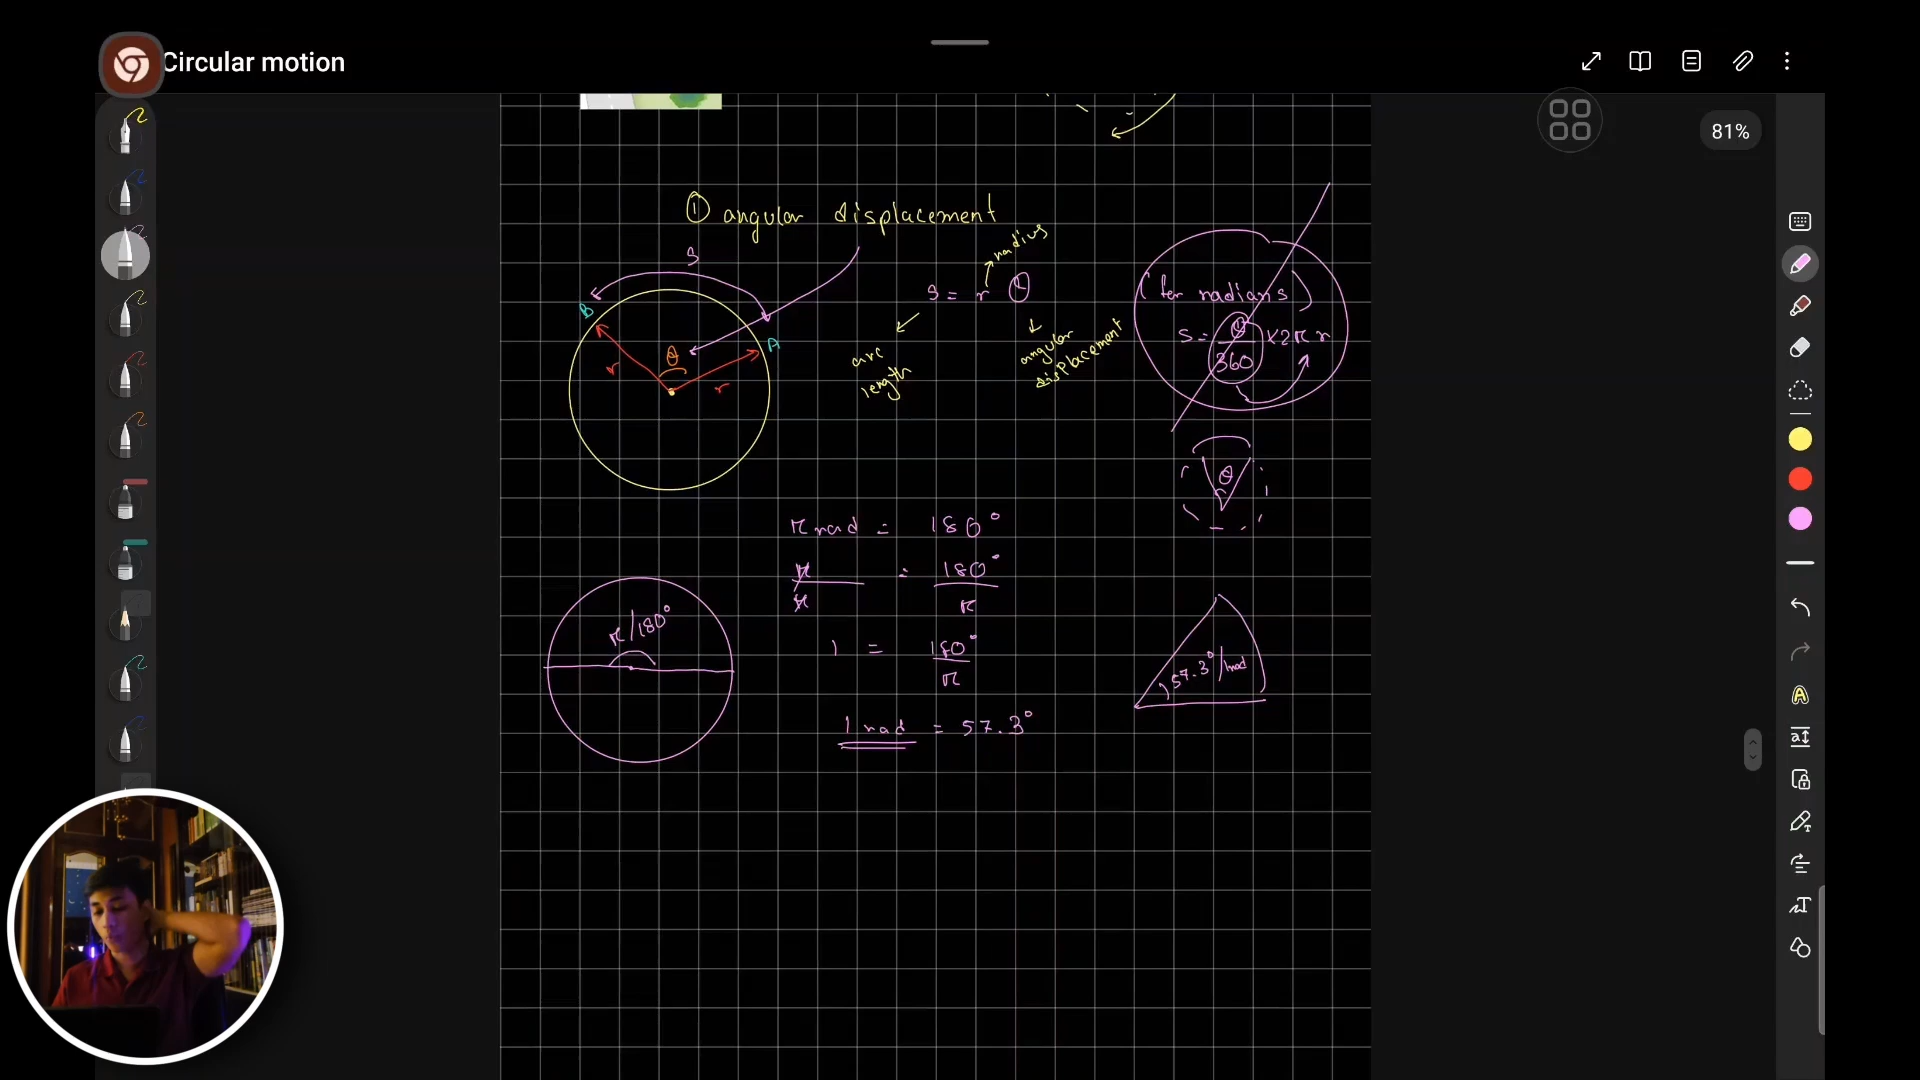 Circular motion
81%
① angular displacement
S
radius
B
A
θ
r
r
s = r θ
arc
length
angular
displacement
(for radians)
S = θ/360 × 2π r
θ
π rad = 180°
π/π = 180°/π
1 = 180°/π
1 rad = 57.3°
π/180°
57.3°/1rad